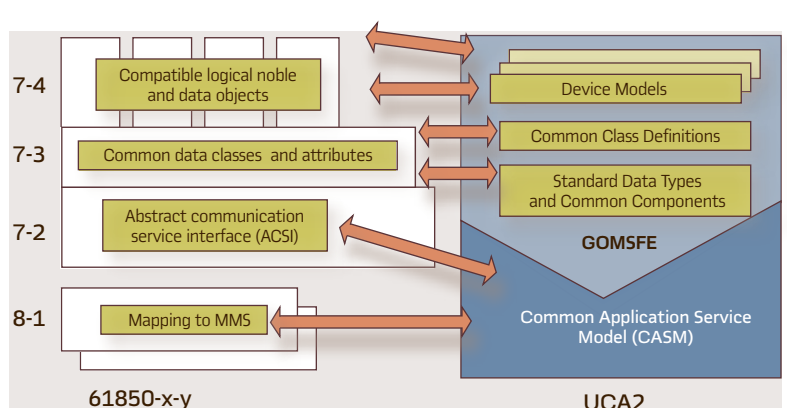 7-4
Compatible logical noble
and data objects
Device Models
7-3
Common data classes and attributes
Common Class Definitions
Standard Data Types
and Common Components
7-2
Abstract communication
service interface (ACSI)
GOMSFE
8-1
Mapping to MMS
Common Application Service
Model (CASM)
61850-x-y
UCA2